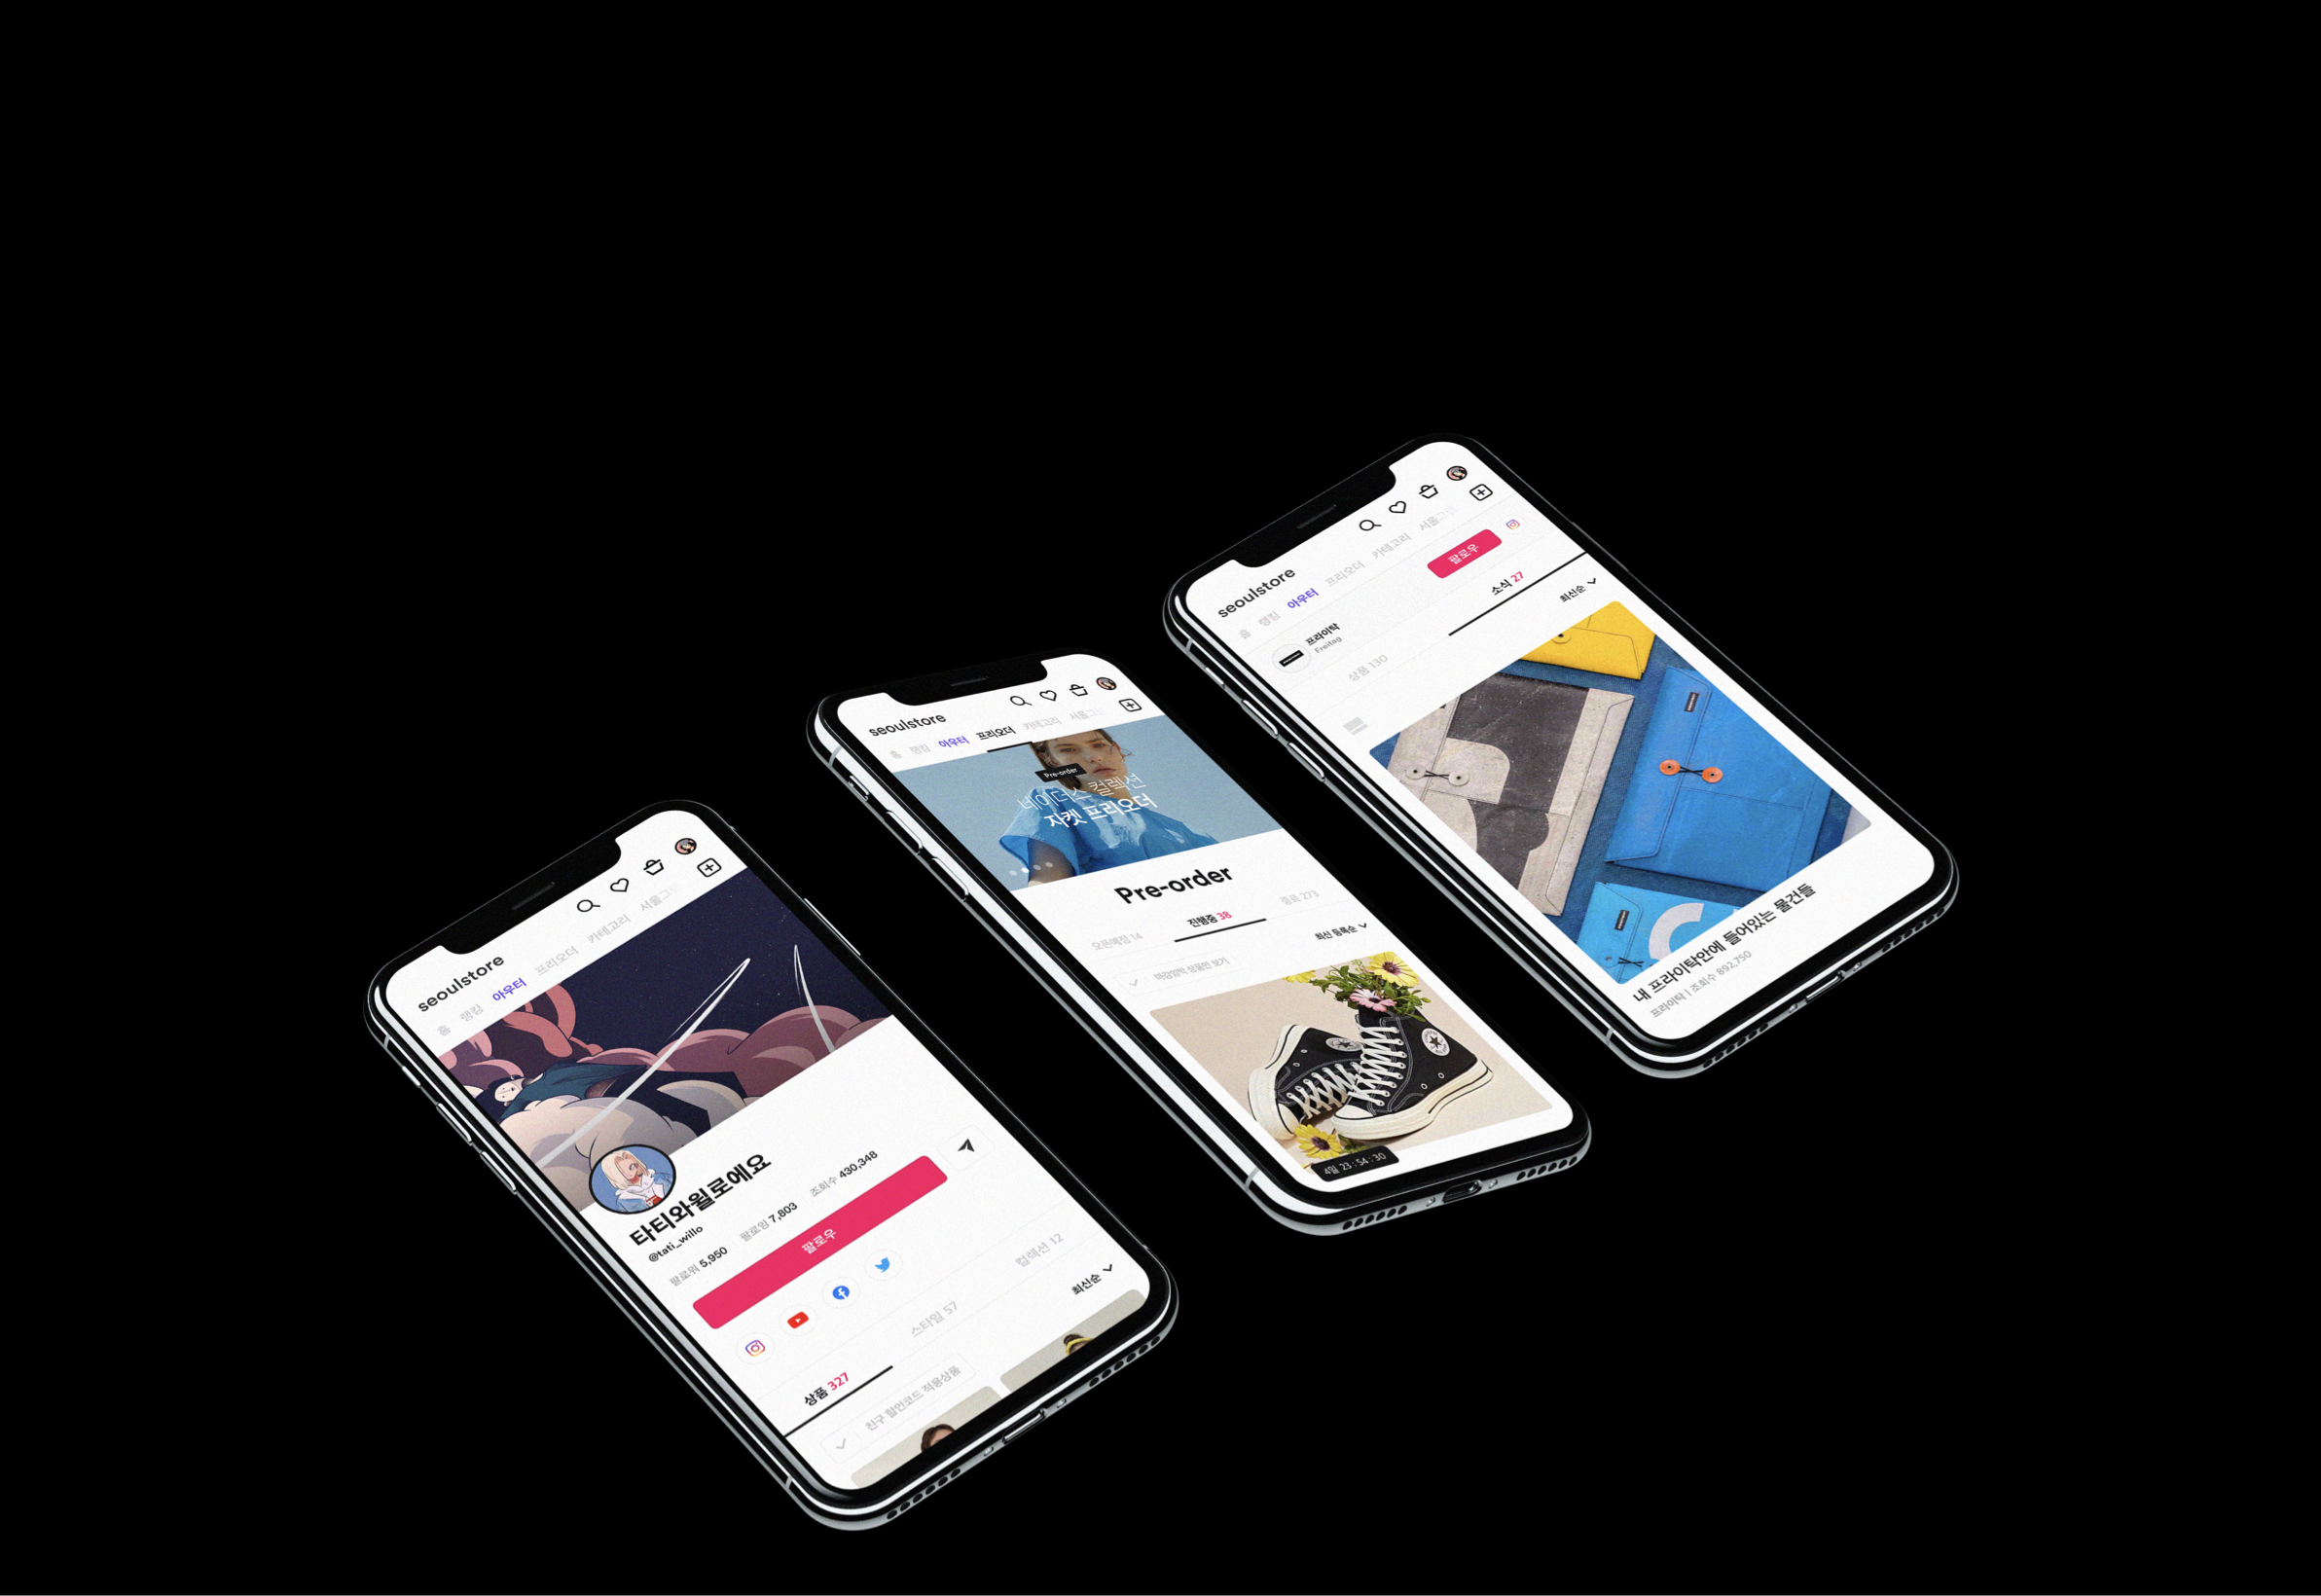 seoulstore
홈 랭킹 아우터 프리오더 카테고리 서울그
타티와윌로에요
@tati_willo
팔로워 5,950 팔로잉 7,803 조회수 430,348
팔로우
상품 327 스타일 57 컬렉션 12
최신순
친구 할인코드 적용상품
seoulstore
홈 랭킹 아우터 프리오더 카테고리 서울그
Pre-order
네이더스 컬렉션
자켓 프리오더
Pre-order
오픈예정 14 진행중 38 종료 273
최신 등록순
마감임박 상품만 보기
4일 23 : 54 : 30
seoulstore
홈 랭킹 아우터 프리오더 카테고리 서울그
프라이탁
Freitag
팔로우
상품 130 소식 27
최신순
내 프라이탁안에 들어있는 물건들
프라이탁 | 조회수 892,750